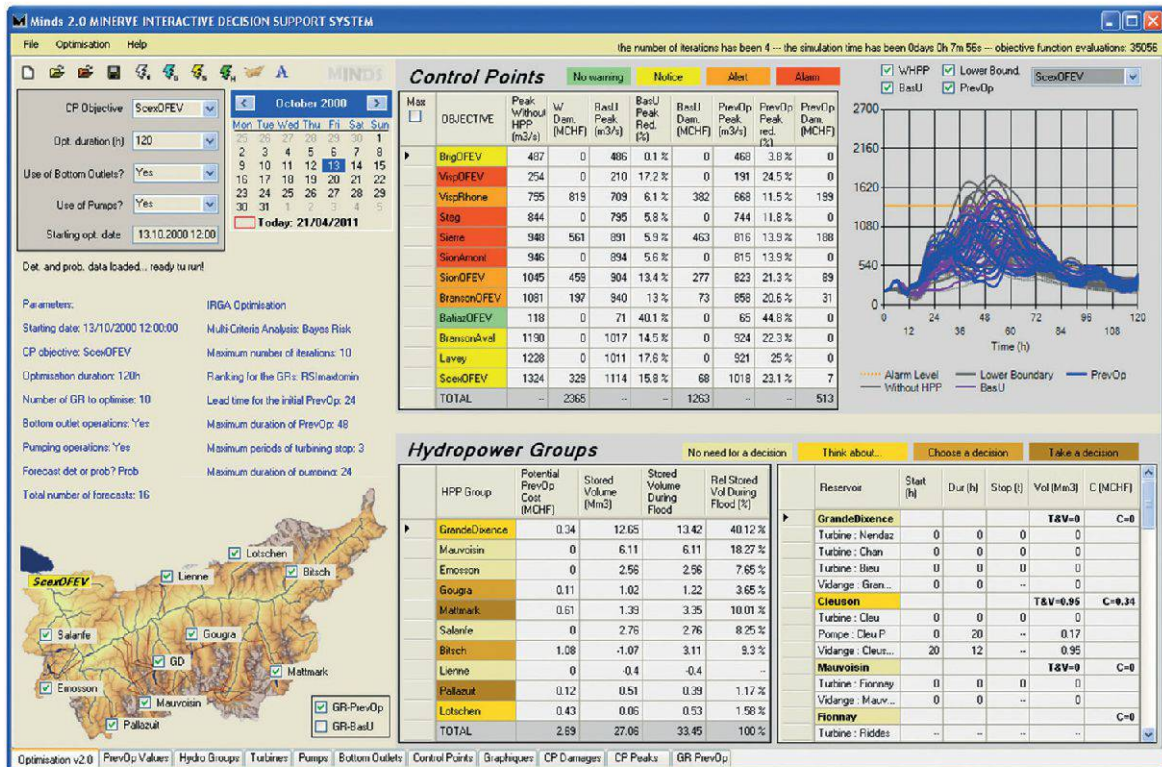 Minds 2.0 MINERVE INTERACTIVE DECISION SUPPORT SYSTEM
File Optimisation Help
the number of iterations has been 4 -- the simulation time has been 0days 0h 7m 56s -- objective function evaluations: 35056
MINDS
CP Objective ScexOFEV
Opt. duration (h) 120
Use of Bottom Outlets? Yes
Use of Pumps? Yes
Starting opt. date 13.10.2000 12:00
October 2000
Mon Tue Wed Thu Fri Sat Sun
25 26 27 28 29 30 1
2 3 4 5 6 7 8
9 10 11 12 13 14 15
16 17 18 19 20 21 22
23 24 25 26 27 28 29
30 31 1 2 3 4 5
Today: 21/04/2011
Det. and prob. data loaded... ready tu run!
Parameters: IRGA Optimisation
Starting date: 13/10/2000 12:00:00 Multi-Criteria Analysis: Bayes Risk
CP objective: ScexOFEV Maximum number of iterations: 10
Optimisation duration: 120h Ranking for the GRs: RSImaxtomin
Number of GR to optimise: 10 Lead time for the initial PrevOp: 24
Bottom outlet operations: Yes Maximum duration of PrevOp: 48
Pumping operations: Yes Maximum periods of turbining stop: 3
Forecast det or prob? Prob Maximum duration of pumping: 24
Total number of forecasts: 16
ScexOFEV
Lotschen
Lienne
Bitsch
Salanfe
Gougra
GD
Mattmark
Emosson
Mauvoisin
Pallazuit
GR-PrevOp
GR-BasU
Control Points No warning Notice Alert Alarm
Max
OBJECTIVE Peak Without HPP (m3/s) W Dam. (MCHF) BasU Peak (m3/s) BasU Peak Red. (%) BasU Dam. (MCHF) PrevOp Peak (m3/s) PrevOp Peak red. (%) PrevOp Dam. (MCHF)
BrigOFEV 487 0 486 0.1 % 0 468 3.8 % 0
VispOFEV 254 0 210 17.2 % 0 191 24.5 % 0
VispRhone 755 819 709 6.1 % 382 668 11.5 % 199
Steg 844 0 795 5.8 % 0 744 11.8 % 0
Sierre 948 561 891 5.9 % 463 816 13.9 % 188
SionAmont 946 0 894 5.6 % 0 815 13.9 % 0
SionOFEV 1045 459 904 13.4 % 277 823 21.3 % 89
BransonOFEV 1081 197 940 13 % 73 858 20.6 % 31
BatiazOFEV 118 0 71 40.1 % 0 65 44.8 % 0
BransonAval 1190 0 1017 14.5 % 0 924 22.3 % 0
Lavey 1228 0 1011 17.6 % 0 921 25 % 0
ScexOFEV 1324 329 1114 15.8 % 68 1018 23.1 % 7
TOTAL -- 2365 -- -- 1263 -- -- 513
WHPP Lower Bound. ScexOFEV
BasU PrevOp
2700
2160
1620
1080
540
0
0 24 48 72 96 120
12 36 60 84 108
Time (h)
Alarm Level Lower Boundary PrevOp
Without HPP BasU
Hydropower Groups No need for a decision Think about... Choose a decision Take a decision
HPP Group Potential PrevOp Cost (MCHF) Stored Volume (Mm3) Stored Volume During Flood Rel Stored Vol During Flood (%)
GrandeDixence 0.34 12.65 13.42 40.12 %
Mauvoisin 0 6.11 6.11 18.27 %
Emosson 0 2.56 2.56 7.65 %
Gougra 0.11 1.02 1.22 3.65 %
Mattmark 0.61 1.39 3.35 10.01 %
Salanfe 0 2.76 2.76 8.25 %
Bitsch 1.08 -1.07 3.11 9.3 %
Lienne 0 -0.4 -0.4 --
Pallazuit 0.12 0.51 0.39 1.17 %
Lotschen 0.43 0.06 0.53 1.58 %
TOTAL 2.69 27.06 33.45 100 %
Reservoir Start (h) Dur (h) Stop (t) Vol (Mm3) C (MCHF)
GrandeDixence T&V=0 C=0
Turbine : Nendaz 0 0 0 0
Turbine : Chan 0 0 0 0
Turbine : Bieu 0 0 0 0
Vidange : Gran... 0 0 -- 0
Cleuson T&V=0.95 C=0.34
Turbine : Cleu 0 0 0 0
Pompe : Cleu P 0 20 -- 0.17
Vidange : Cleus... 20 12 -- 0.95
Mauvoisin T&V=0 C=0
Turbine : Fionnay 0 0 0 0
Vidange : Mauv... 0 0 -- 0
Fionnay C=0
Turbine : Riddes -- -- -- --
Optimisation v2.0 PrevOp Values Hydro Groups Turbines Pumps Bottom Outlets Control Points Graphiques CP Damages CP Peaks GR PrevOp